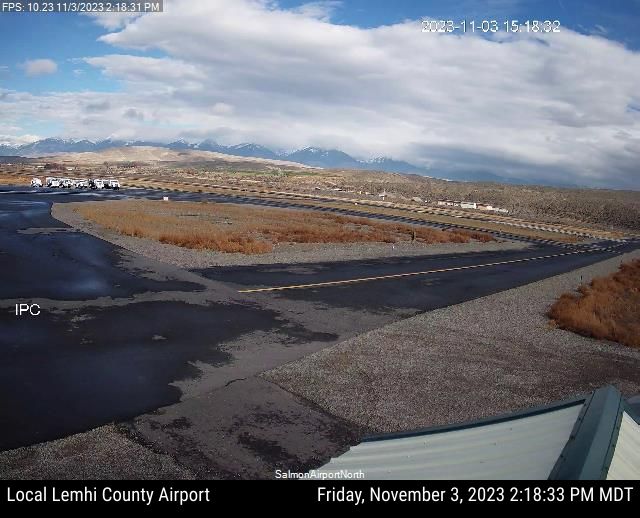 FPS: 10.23 11/3/2023 2:18:31 PM
2023-11-03 15:18:32
IPC
SalmonAirportNorth
Local Lemhi County Airport Friday, November 3, 2023 2:18:33 PM MDT